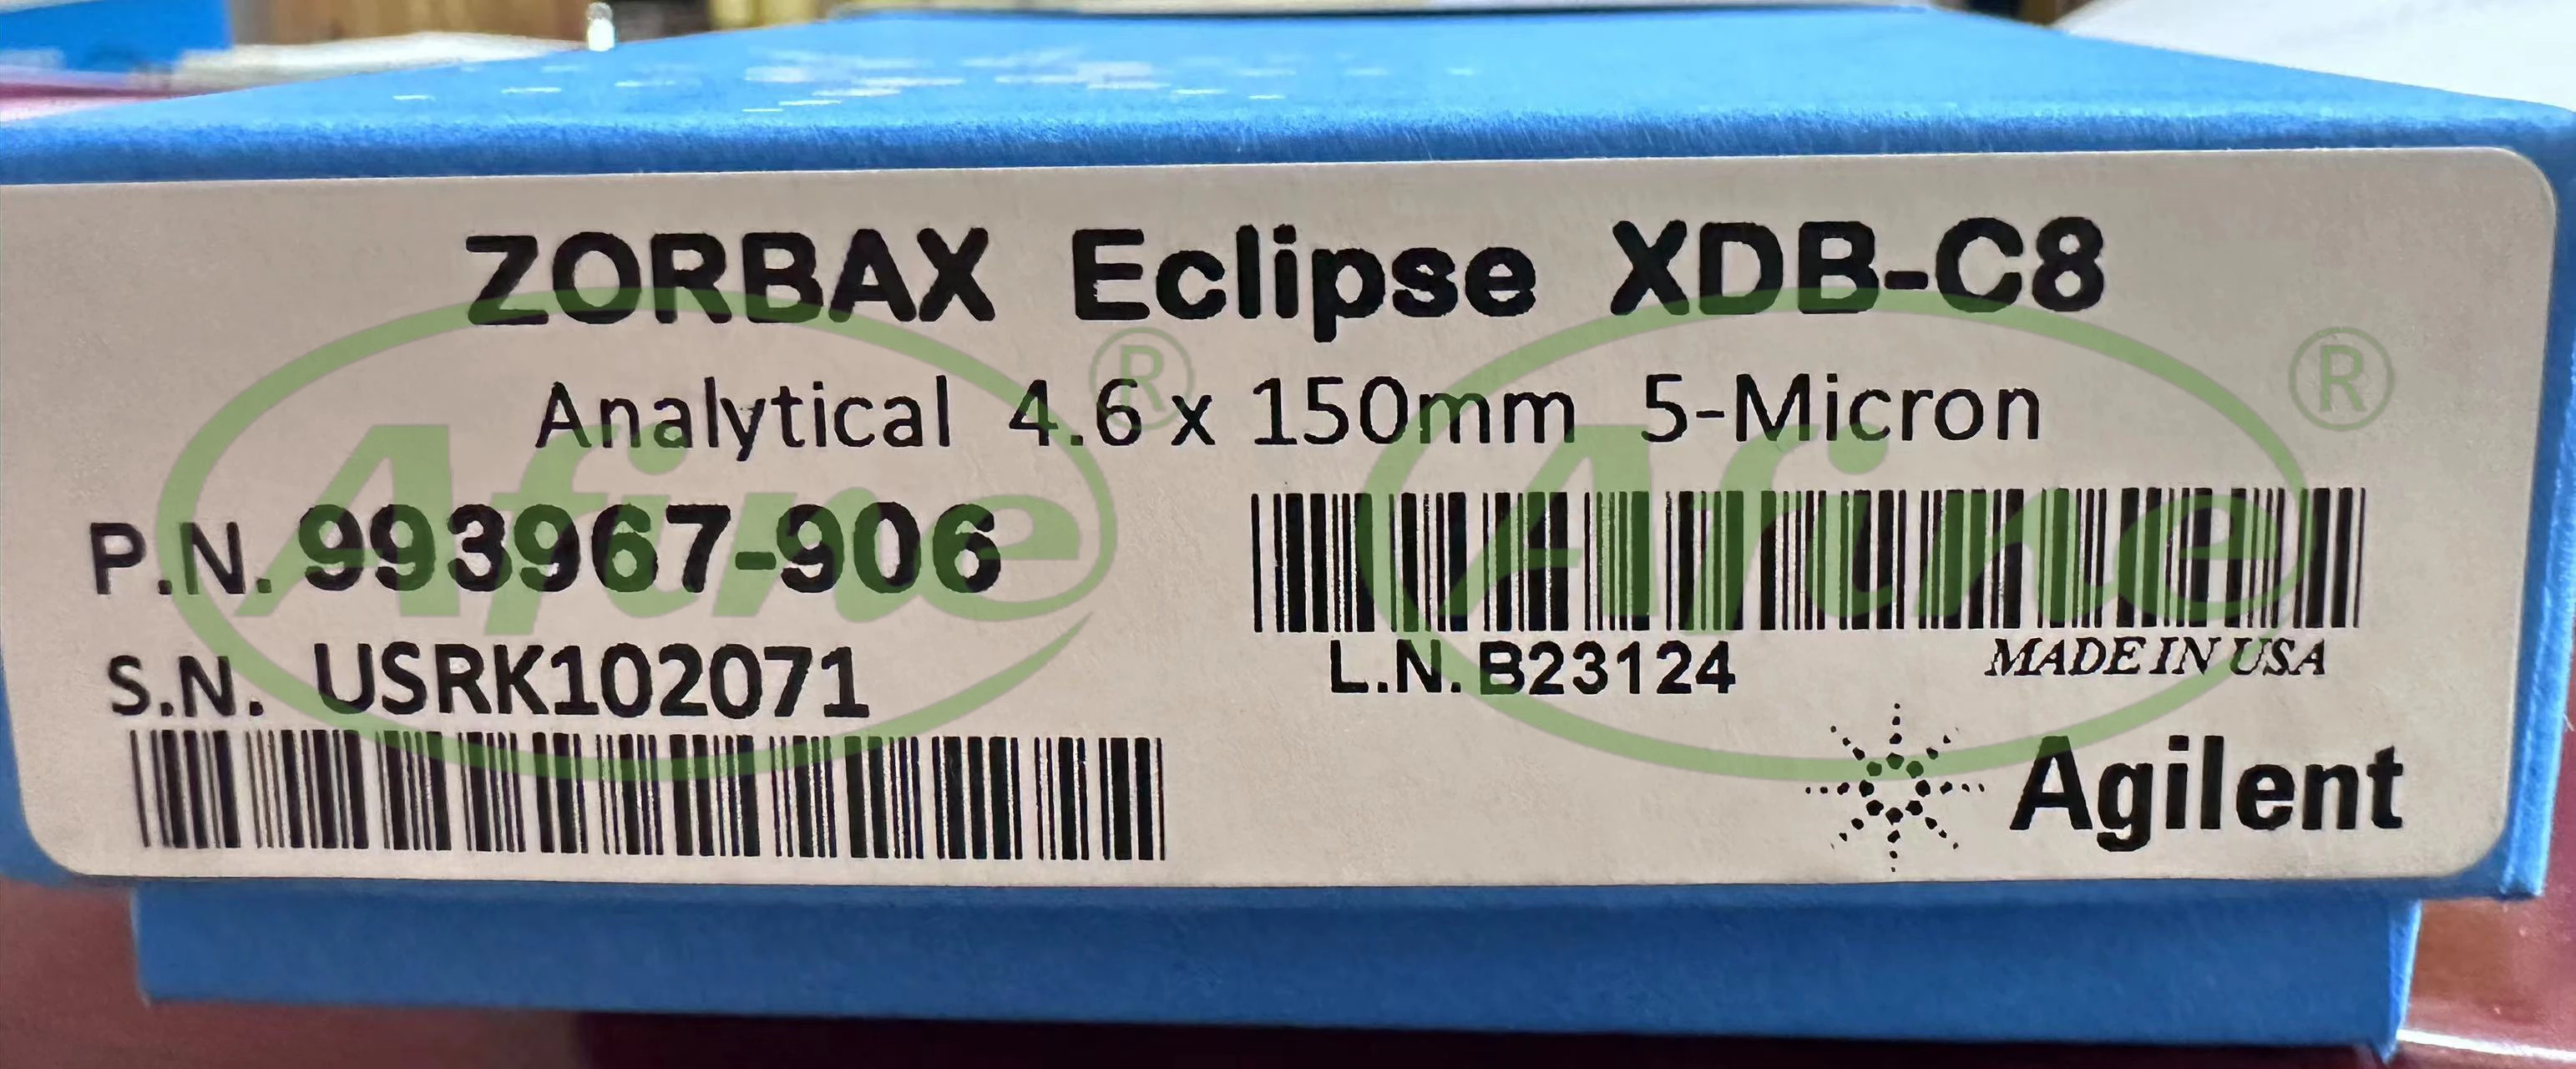 ZORBAX Eclipse XDB-C8
Analytical 4.6 x 150mm 5-Micron
P.N. 993967-906
S.N. USRK102071
L.N. B23124
MADE IN USA
Agilent
Afine ®
Afine ®